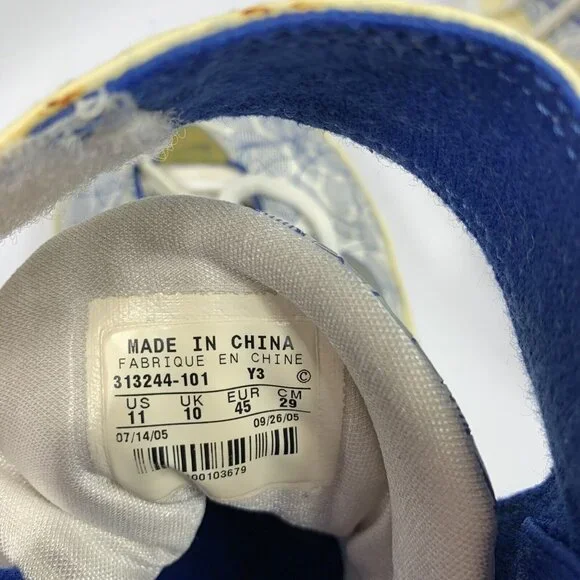 MADE IN CHINA
FABRIQUE EN CHINE
313244-101 Y3 ©
US UK EUR CM
11 10 45 29
07/14/05 09/26/05
00103679